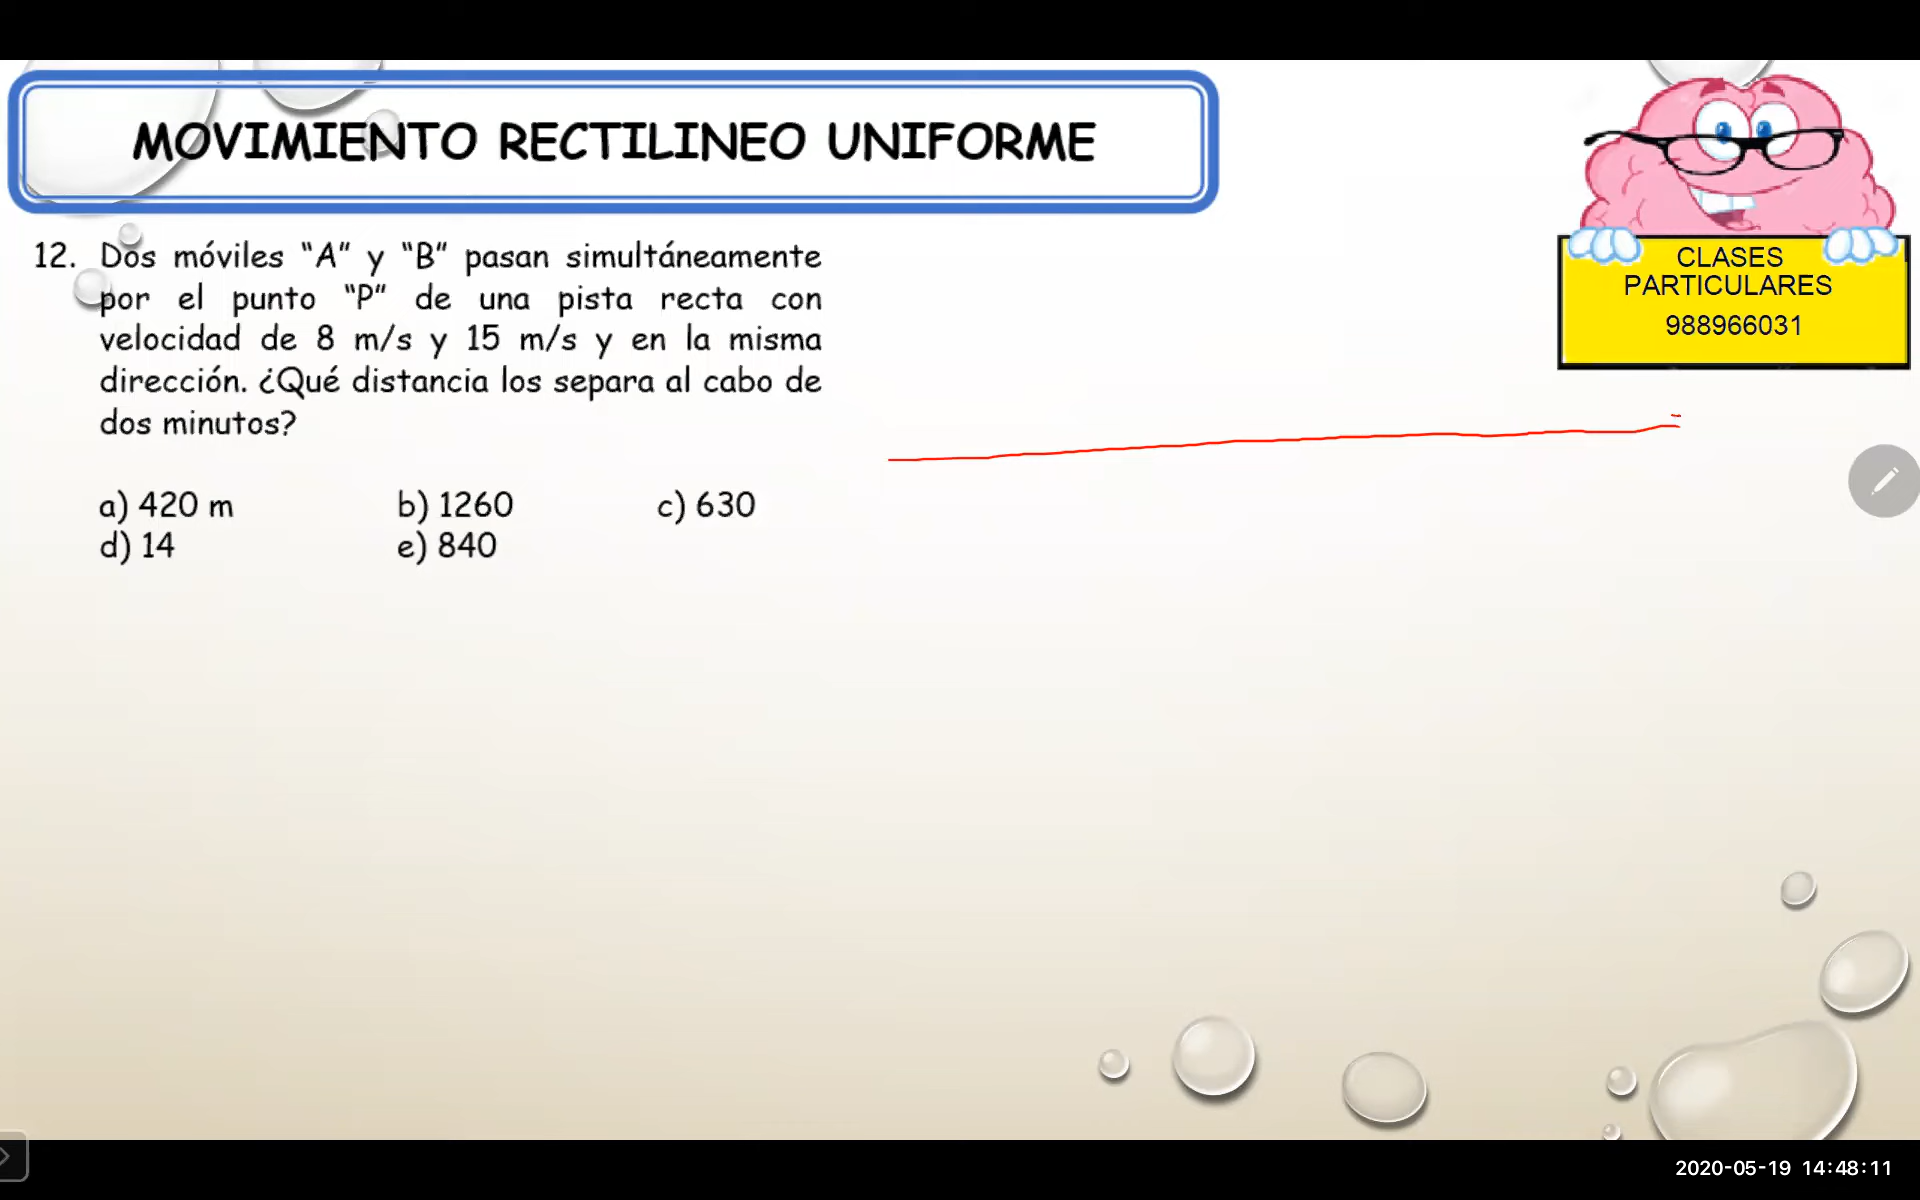 MOVIMIENTO RECTILINEO UNIFORME
12. Dos móviles “A” y “B” pasan simultáneamente
por el punto “P” de una pista recta con
velocidad de 8 m/s y 15 m/s y en la misma
dirección. ¿Qué distancia los separa al cabo de
dos minutos?
a) 420 m b) 1260 c) 630
d) 14 e) 840
CLASES
PARTICULARES
988966031
2020-05-19 14:48:11